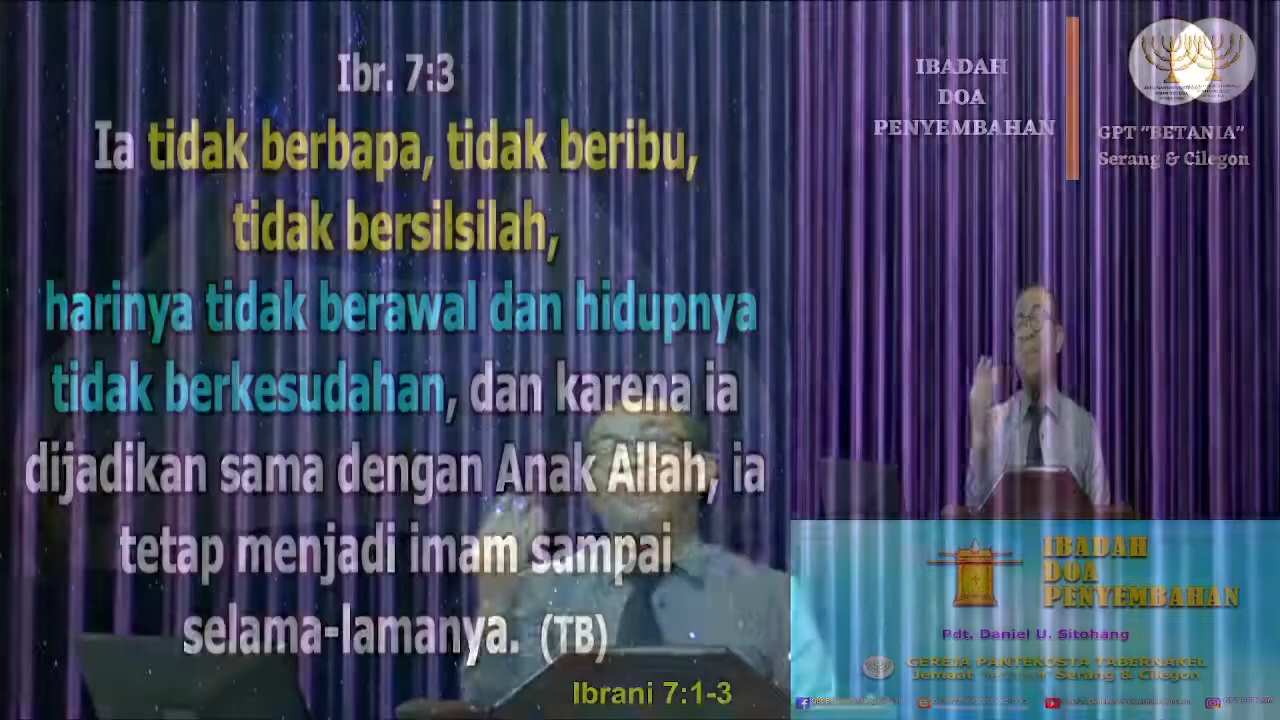 Ibr. 7:3
Ia tidak berbapa, tidak beribu,
tidak bersilsilah,
harinya tidak berawal dan hidupnya
tidak berkesudahan, dan karena ia
dijadikan sama dengan Anak Allah, ia
tetap menjadi imam sampai
selama-lamanya. (TB)
Ibrani 7:1-3
IBADAH
DOA
PENYEMBAHAN
GPT "BETANIA"
Serang & Cilegon
IBADAH
DOA
PENYEMBAHAN
Pdt. Daniel U. Sitohang
GEREJA PANTEKOSTA TABERNAKEL
Jemaat Serang & Cilegon